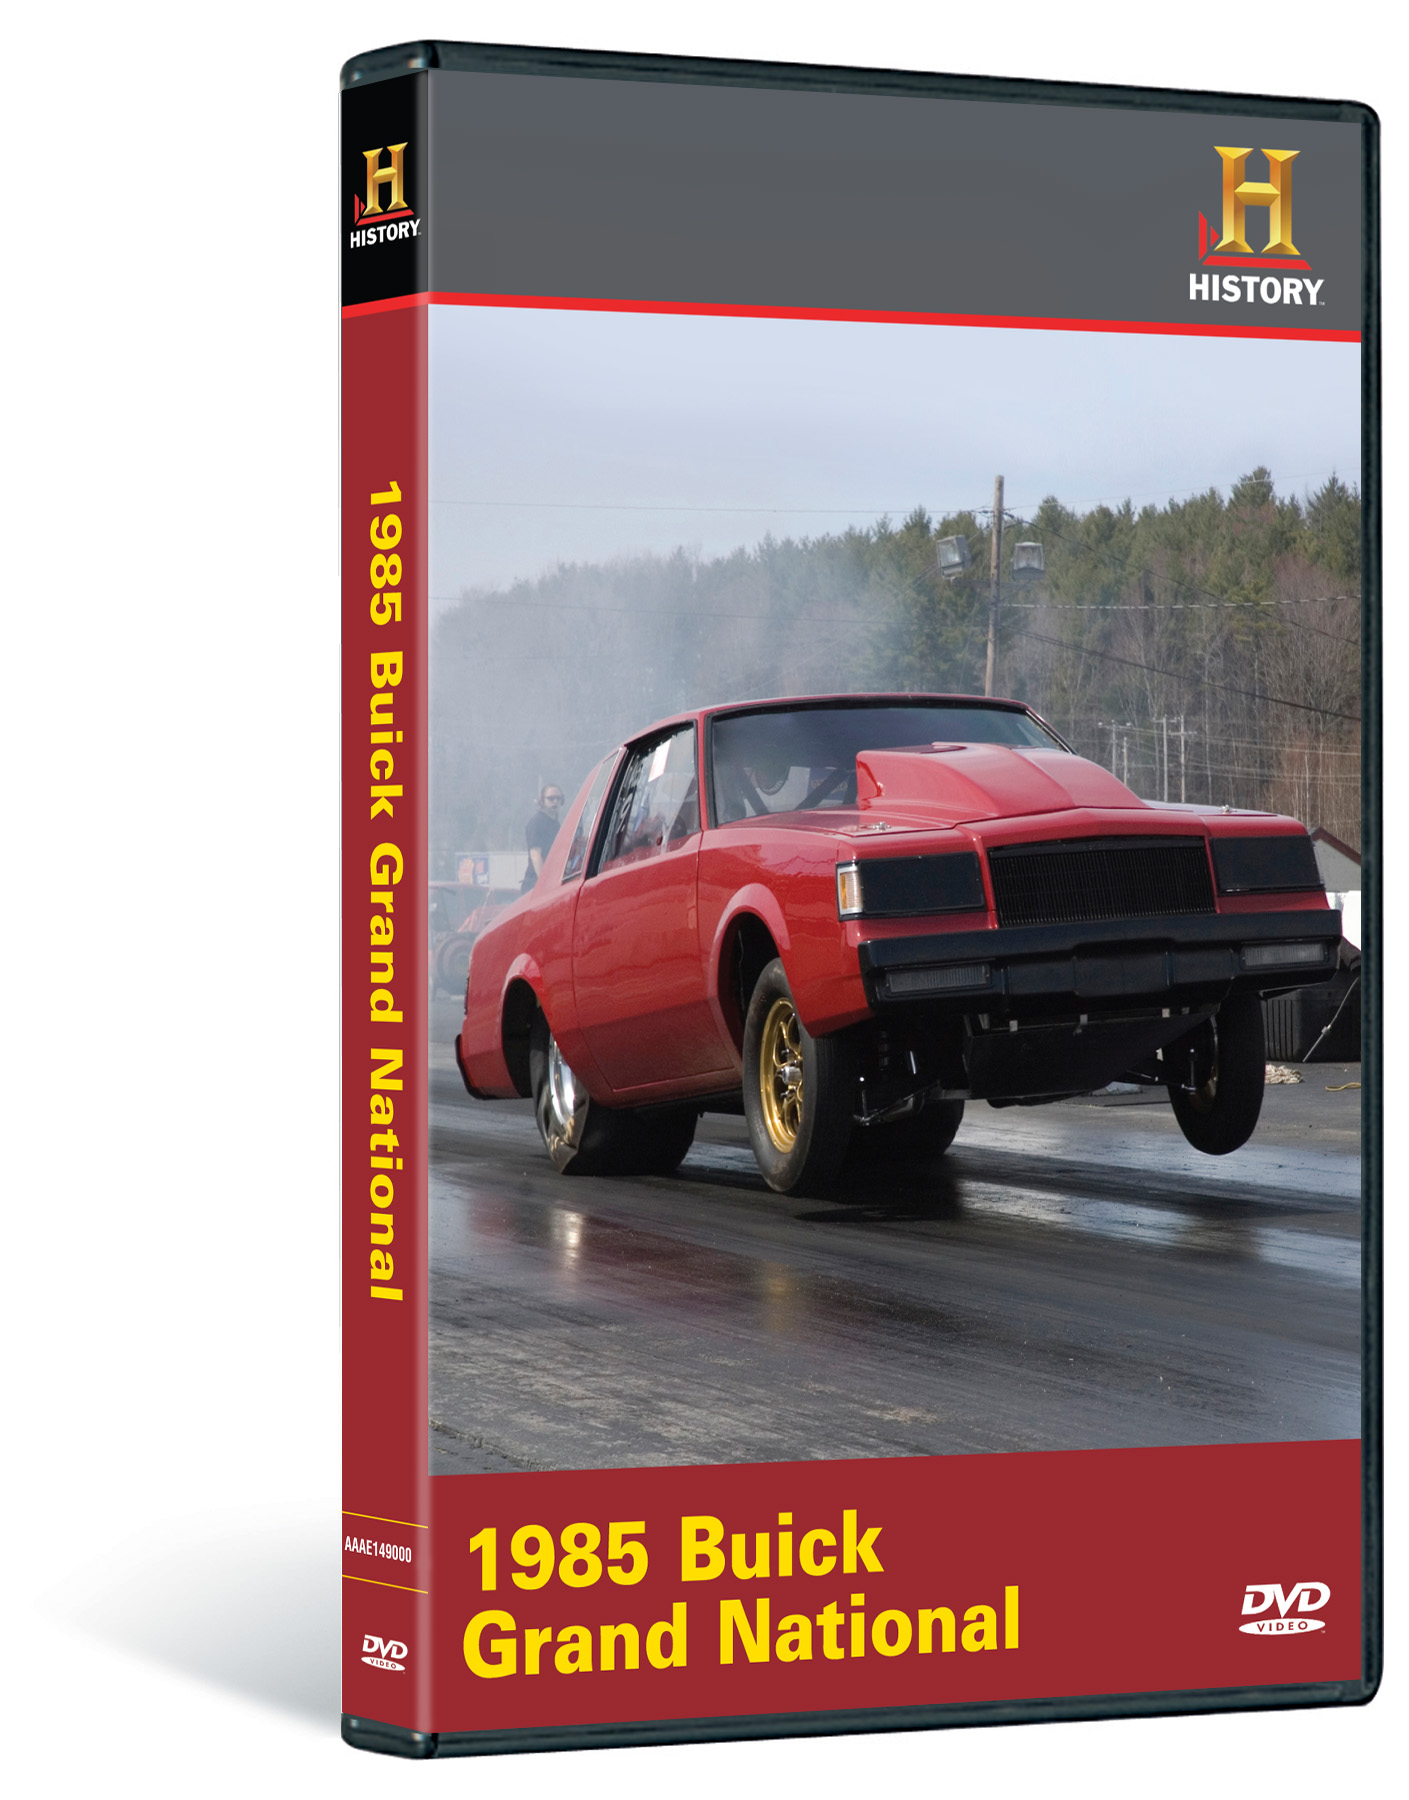 H
HISTORY
1985 Buick Grand National
AAAE149000
DVD
VIDEO
H
HISTORY
1985 Buick
Grand National
DVD
VIDEO